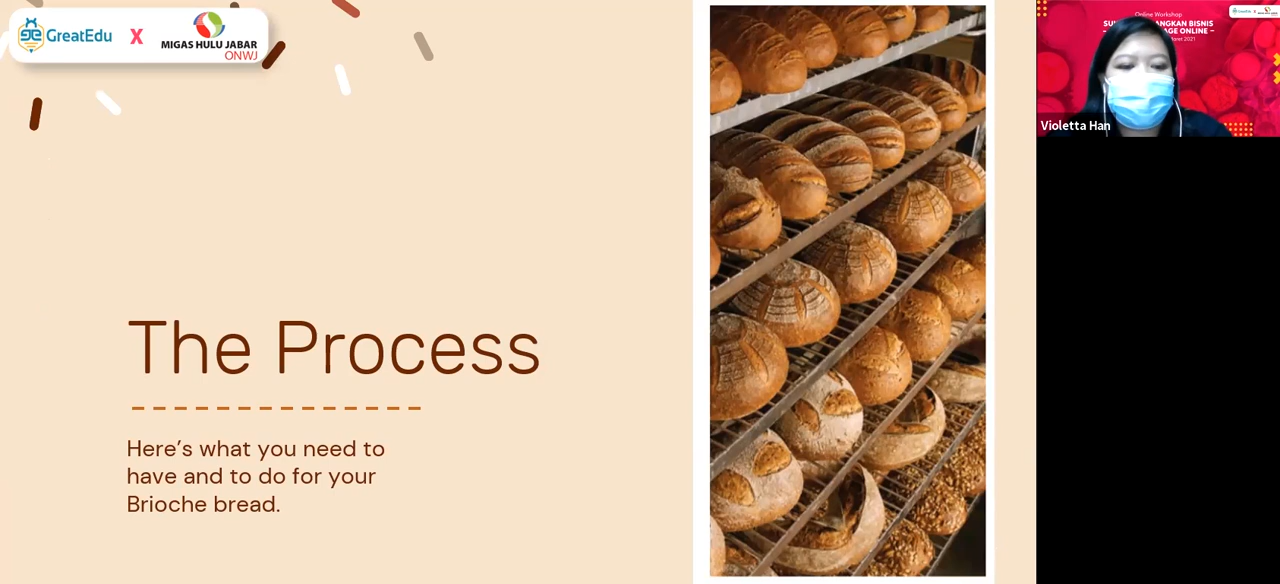 GreatEdu
X
MIGAS HULU JABAR
ONWJ
The Process
Here’s what you need to
have and to do for your
Brioche bread.
Online Workshop
Violetta Han